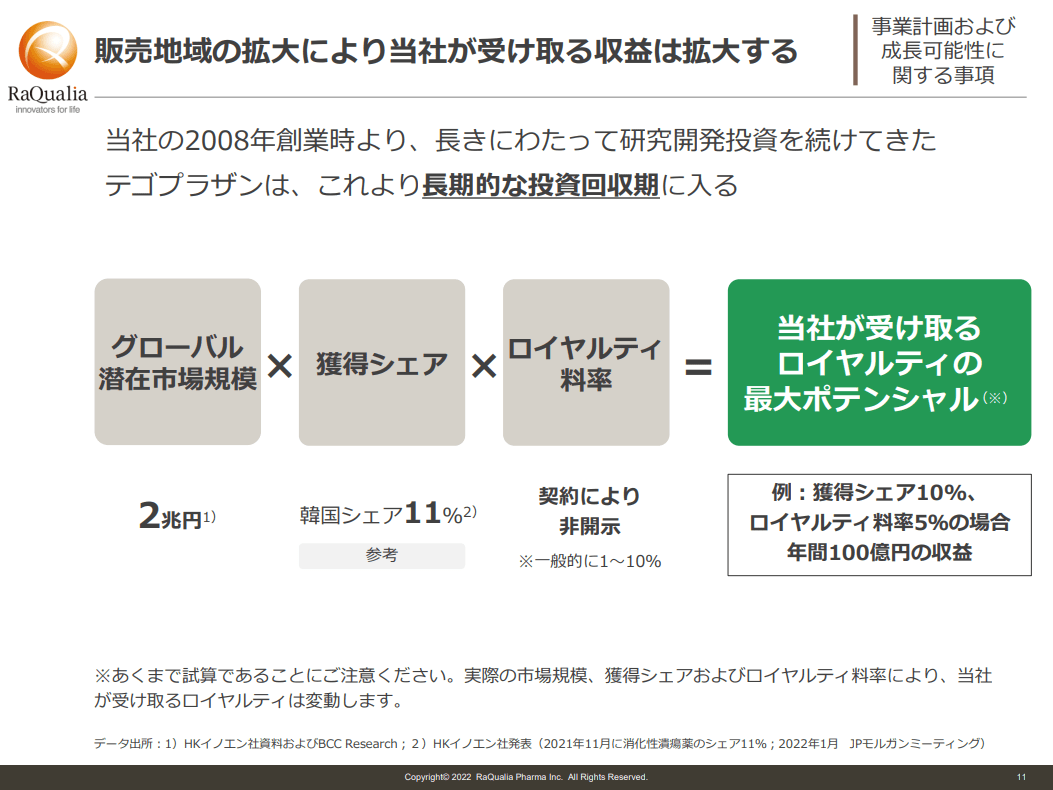 RaQualia
innovators for life
販売地域の拡大により当社が受け取る収益は拡大する
事業計画および
成長可能性に
関する事項
当社の2008年創業時より、長きにわたって研究開発投資を続けてきた
テゴプラザンは、これより長期的な投資回収期に入る
グローバル
潜在市場規模
×
獲得シェア
×
ロイヤルティ
料率
=
当社が受け取る
ロイヤルティの
最大ポテンシャル（※）
2兆円1）
韓国シェア11%2）
参考
契約により
非開示
※一般的に1～10%
例：獲得シェア10%、
ロイヤルティ料率5%の場合
年間100億円の収益
※あくまで試算であることにご注意ください。実際の市場規模、獲得シェアおよびロイヤルティ料率により、当社
が受け取るロイヤルティは変動します。
データ出所：1）HKイノエン社資料およびBCC Research；２）HKイノエン社発表（2021年11月に消化性潰瘍薬のシェア11%；2022年1月　JPモルガンミーティング）
Copyright© 2022 RaQualia Pharma Inc. All Rights Reserved.
11